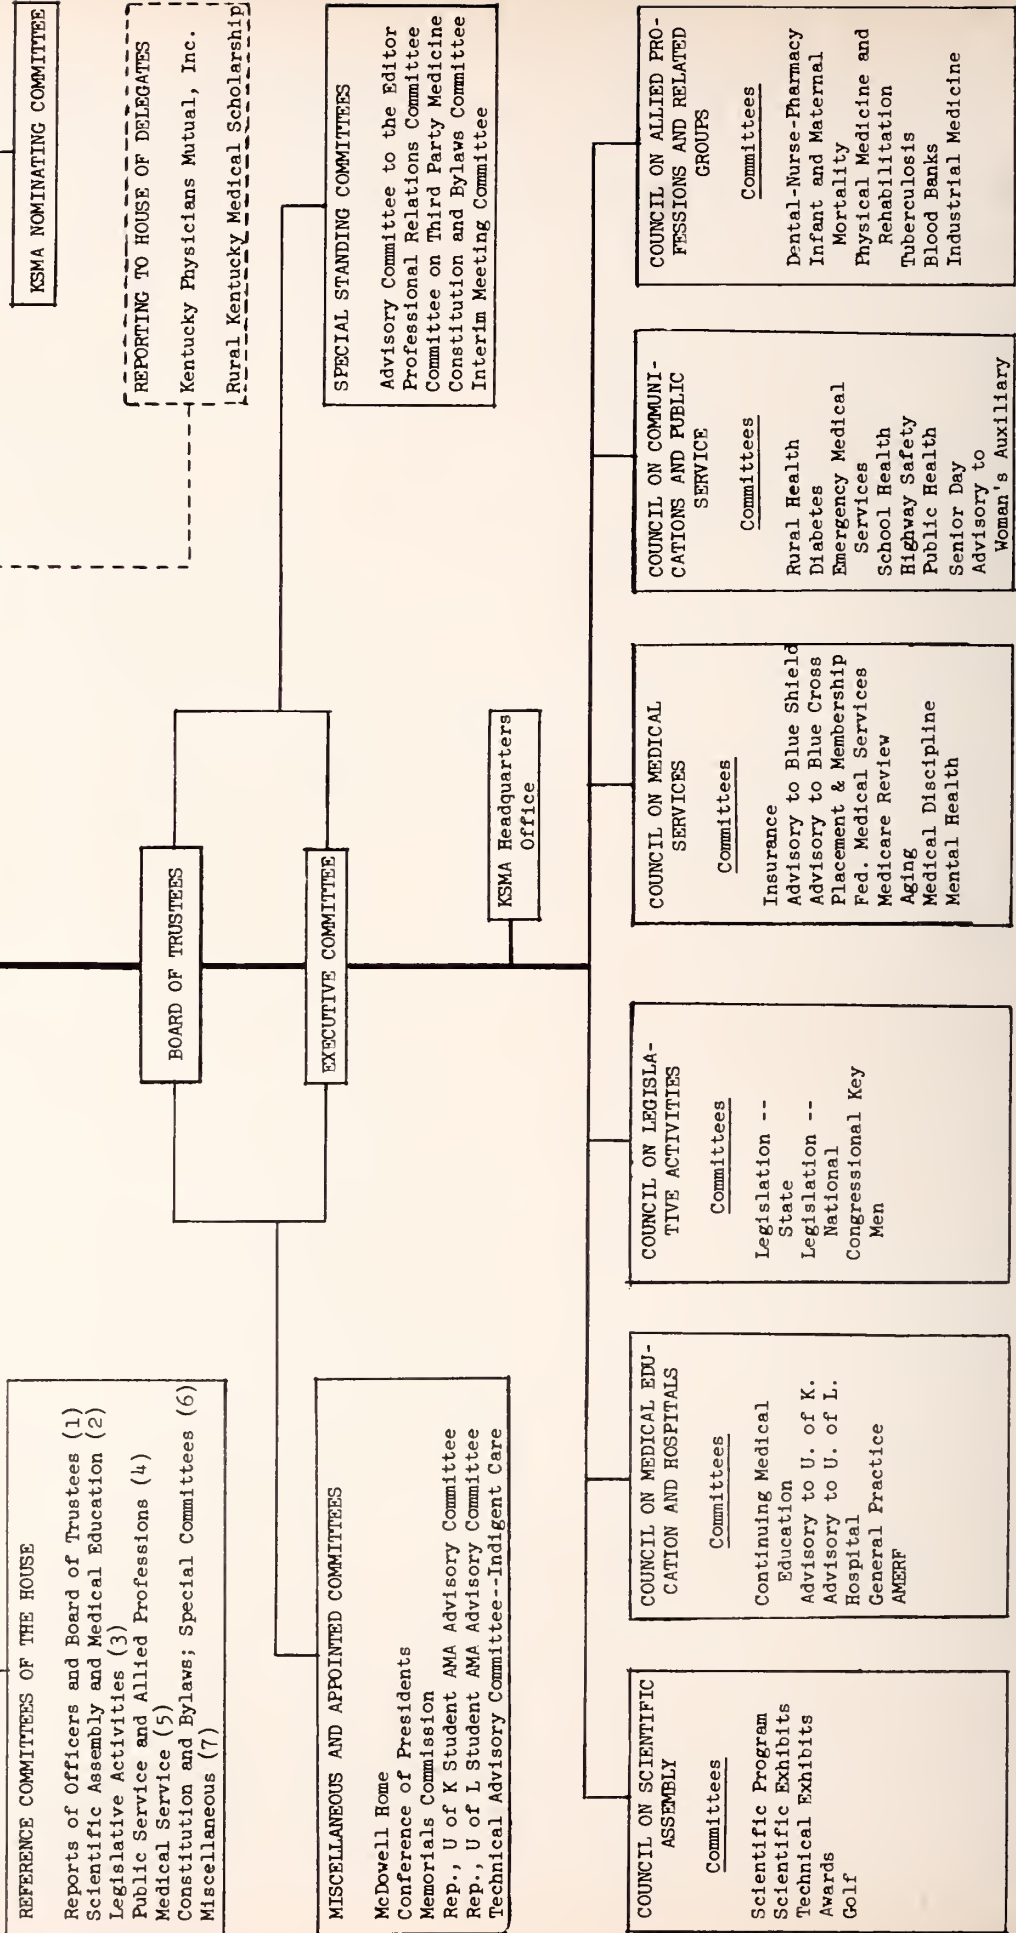 REFERENCE COMMITTEES OF THE HOUSE
Reports of Officers and Board of Trustees (1)
Scientific Assembly and Medical Education (2)
Legislative Activities (3)
Public Service and Allied Professions (4)
Medical Service (5)
Constitution and Bylaws; Special Committees (6)
Miscellaneous (7)
KSMA NOMINATING COMMITTEE
REPORTING TO HOUSE OF DELEGATES
Kentucky Physicians Mutual, Inc.
Rural Kentucky Medical Scholarship
BOARD OF TRUSTEES
EXECUTIVE COMMITTEE
MISCELLANEOUS AND APPOINTED COMMITTEES
McDowell Home
Conference of Presidents
Memorials Commission
Rep., U of K Student AMA Advisory Committee
Rep., U of L Student AMA Advisory Committee
Technical Advisory Committee--Indigent Care
SPECIAL STANDING COMMITTEES
Advisory Committee to the Editor
Professional Relations Committee
Committee on Third Party Medicine
Constitution and Bylaws Committee
Interim Meeting Committee
KSMA Headquarters
Office
COUNCIL ON SCIENTIFIC
ASSEMBLY
Committees
Scientific Program
Scientific Exhibits
Technical Exhibits
Awards
Golf
COUNCIL ON MEDICAL EDU-
CATION AND HOSPITALS
Committees
Continuing Medical
Education
Advisory to U. of K.
Advisory to U. of L.
Hospital
General Practice
AMERF
COUNCIL ON LEGISLA-
TIVE ACTIVITIES
Committees
Legislation --
State
Legislation --
National
Congressional Key
Men
COUNCIL ON MEDICAL
SERVICES
Committees
Insurance
Advisory to Blue Shield
Advisory to Blue Cross
Placement & Membership
Fed. Medical Services
Medicare Review
Aging
Medical Discipline
Mental Health
COUNCIL ON COMMUNI-
CATIONS AND PUBLIC
SERVICE
Committees
Rural Health
Diabetes
Emergency Medical
Services
School Health
Highway Safety
Public Health
Senior Day
Advisory to
Woman's Auxiliary
COUNCIL ON ALLIED PRO-
FESSIONS AND RELATED
GROUPS
Committees
Dental-Nurse-Pharmacy
Infant and Maternal
Mortality
Physical Medicine and
Rehabilitation
Tuberculosis
Blood Banks
Industrial Medicine